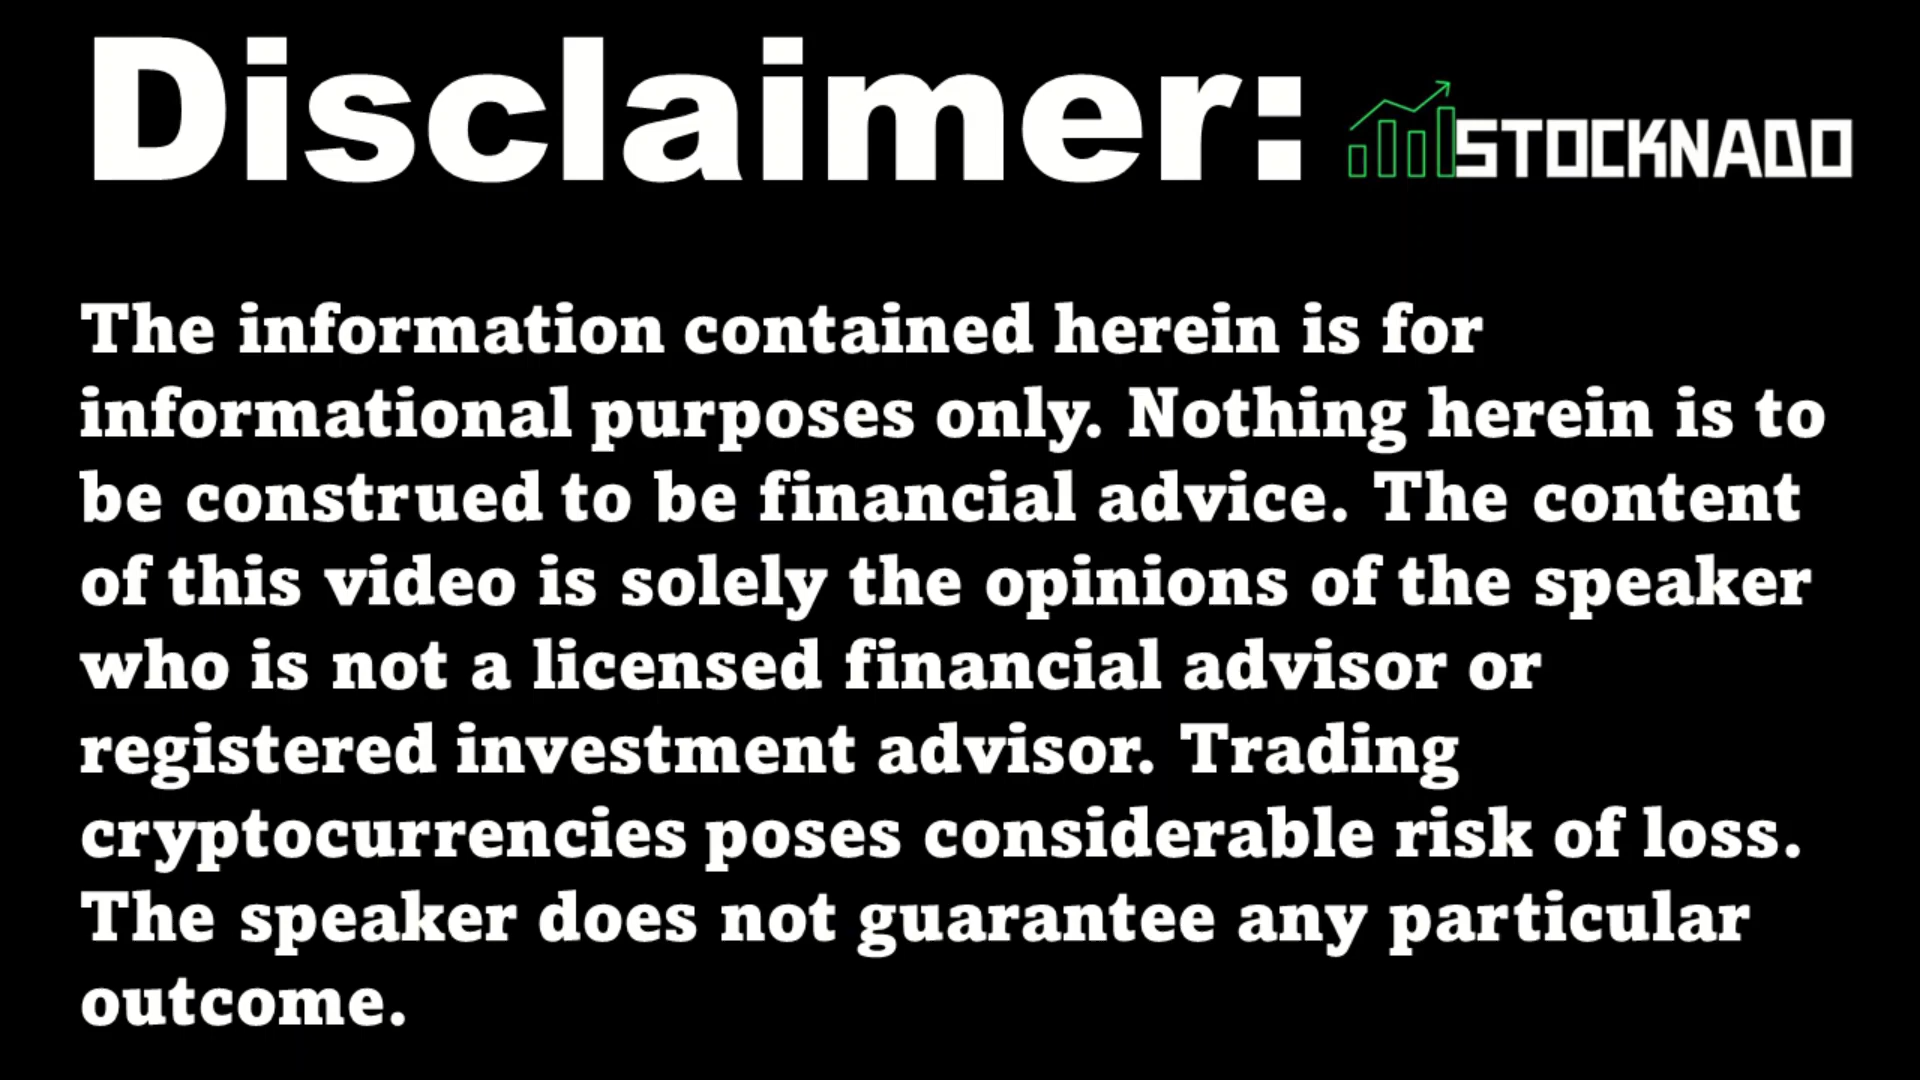 Disclaimer:
STOCKNADO
The information contained herein is for
informational purposes only. Nothing herein is to
be construed to be financial advice. The content
of this video is solely the opinions of the speaker
who is not a licensed financial advisor or
registered investment advisor. Trading
cryptocurrencies poses considerable risk of loss.
The speaker does not guarantee any particular
outcome.